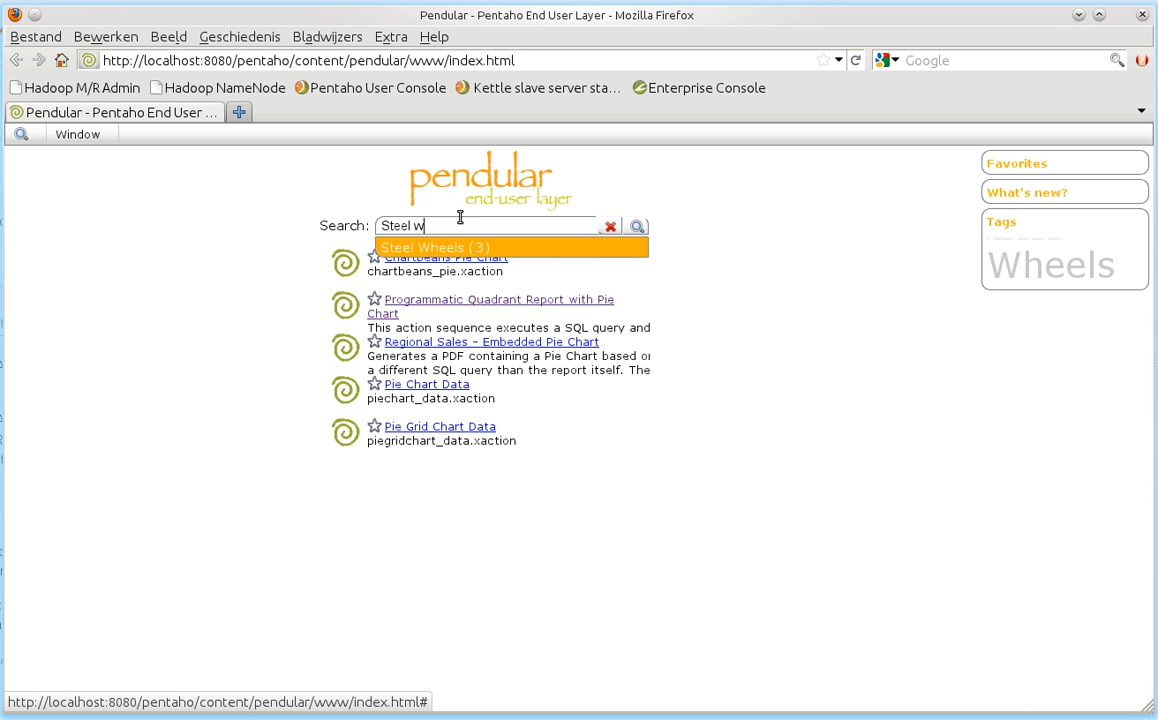 Pendular - Pentaho End User Layer - Mozilla Firefox
Bestand Bewerken Beeld Geschiedenis Bladwijzers Extra Help
http://localhost:8080/pentaho/content/pendular/www/index.html Google
Hadoop M/R Admin Hadoop NameNode Pentaho User Console Kettle slave server sta... Enterprise Console
Pendular - Pentaho End User ...
Window
pendular
end-user layer
Search: Steel w
Steel Wheels (3)
Chartbeans Pie Chart
chartbeans_pie.xaction
Programmatic Quadrant Report with Pie
Chart
This action sequence executes a SQL query and
Regional Sales - Embedded Pie Chart
Generates a PDF containing a Pie Chart based on
a different SQL query than the report itself. The
Pie Chart Data
piechart_data.xaction
Pie Grid Chart Data
piegridchart_data.xaction
Favorites
What's new?
Tags
Wheels
http://localhost:8080/pentaho/content/pendular/www/index.html#